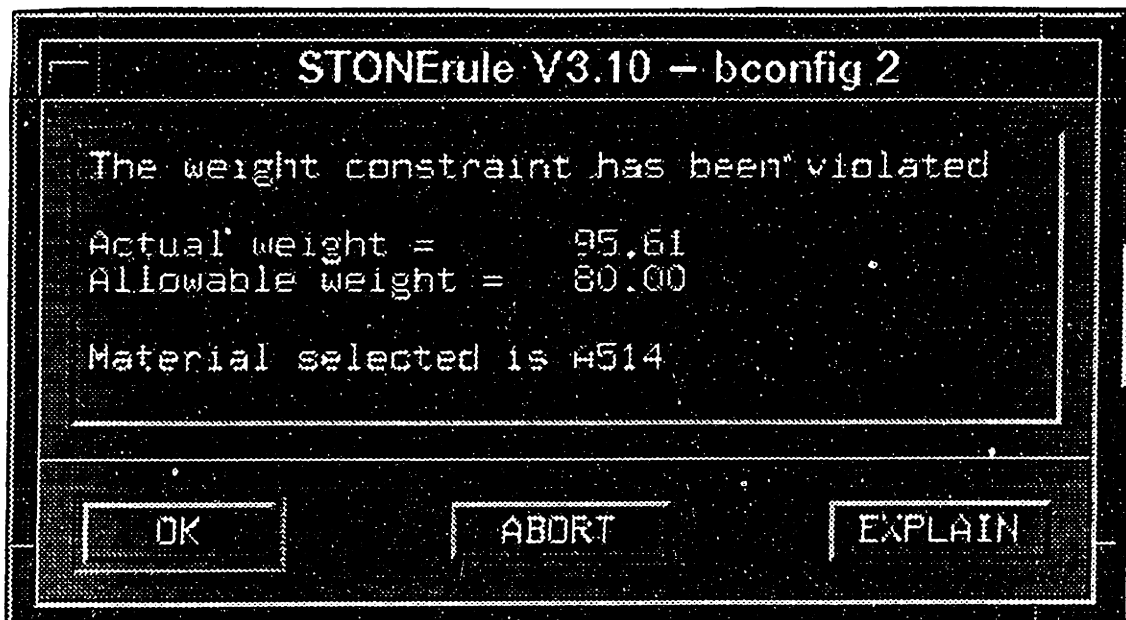 STONErule V3.10 — bconfig 2
The weight constraint has been violated
Actual weight = 95.61
Allowable weight = 80.00
Material selected is A514
OK ABORT EXPLAIN